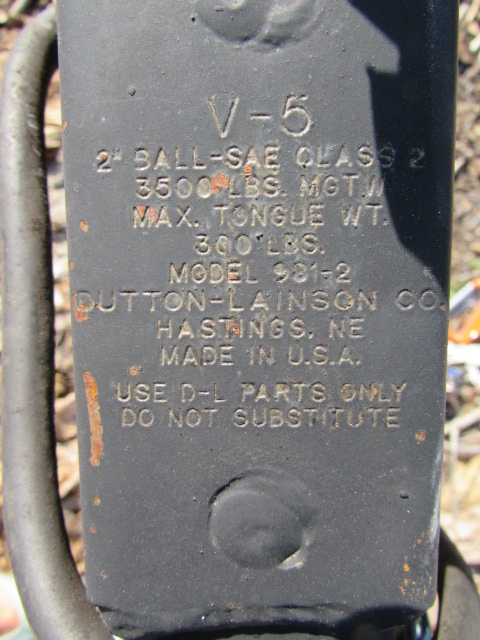 V-5
2" BALL-SAE CLASS 2
3500 LBS. MGTW
MAX. TONGUE WT.
300 LBS.
MODEL 981-2
DUTTON-LAINSON CO.
HASTINGS, NE
MADE IN U.S.A.
USE D-L PARTS ONLY
DO NOT SUBSTITUTE